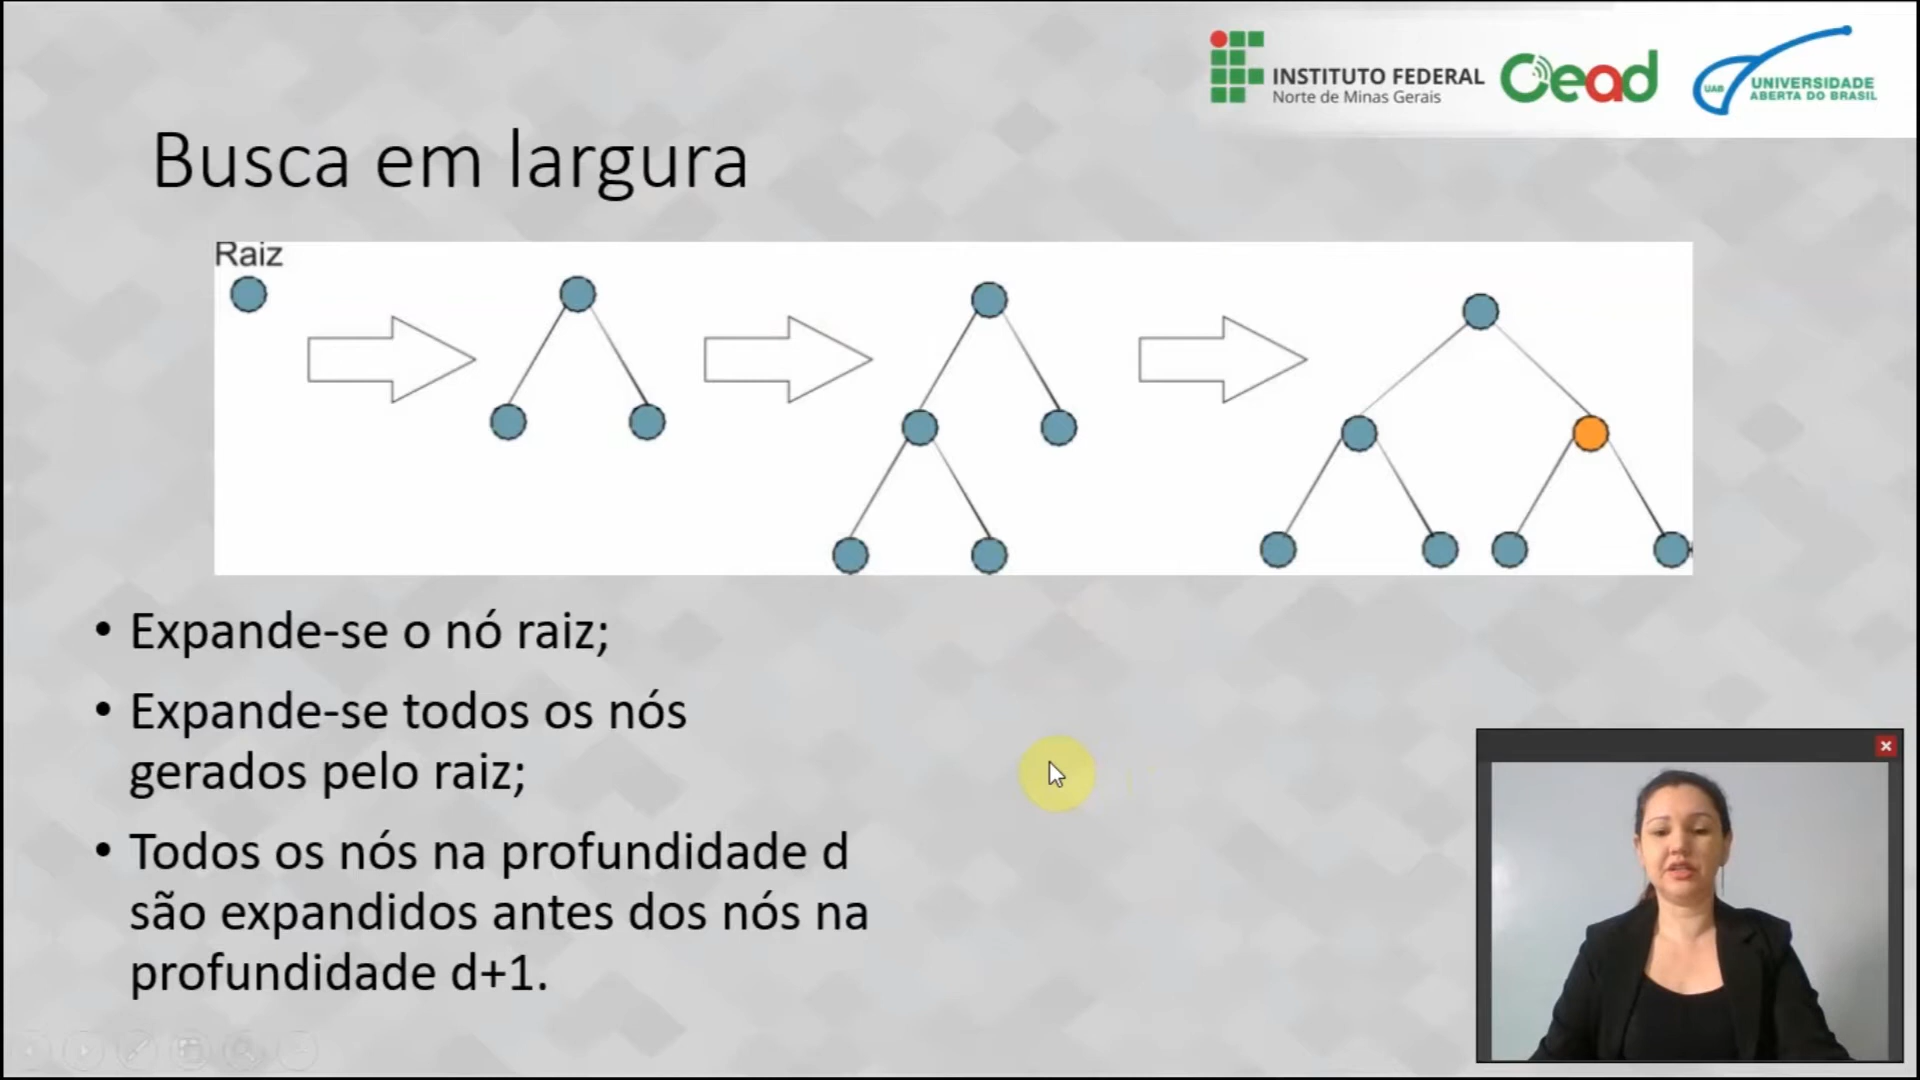 INSTITUTO FEDERAL
Norte de Minas Gerais
Cead
UAB
UNIVERSIDADE
ABERTA DO BRASIL
Busca em largura
Raiz
• Expande-se o nó raiz;
• Expande-se todos os nós
gerados pelo raiz;
• Todos os nós na profundidade d
são expandidos antes dos nós na
profundidade d+1.